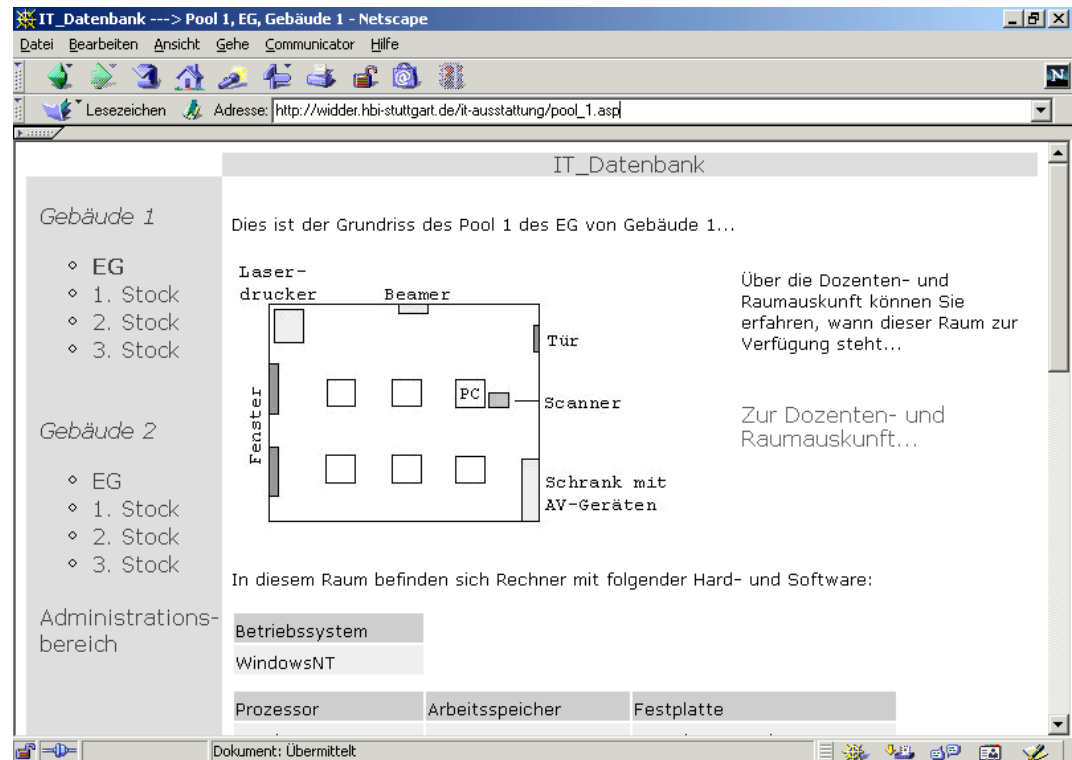 IT_Datenbank ---> Pool 1, EG, Gebäude 1 - Netscape
Datei Bearbeiten Ansicht Gehe Communicator Hilfe
N
Lesezeichen Adresse: http://widder.hbi-stuttgart.de/it-ausstattung/pool_1.asp
IT_Datenbank
Gebäude 1
EG
1. Stock
2. Stock
3. Stock
Gebäude 2
EG
1. Stock
2. Stock
3. Stock
Administrations-
bereich
Dies ist der Grundriss des Pool 1 des EG von Gebäude 1...
Laser-
drucker Beamer
Tür
Fenster
PC
Scanner
Schrank mit
AV-Geräten
Über die Dozenten- und
Raumauskunft können Sie
erfahren, wann dieser Raum zur
Verfügung steht...
Zur Dozenten- und
Raumauskunft...
In diesem Raum befinden sich Rechner mit folgender Hard- und Software:
Betriebssystem
WindowsNT
Prozessor Arbeitsspeicher Festplatte
Dokument: Übermittelt